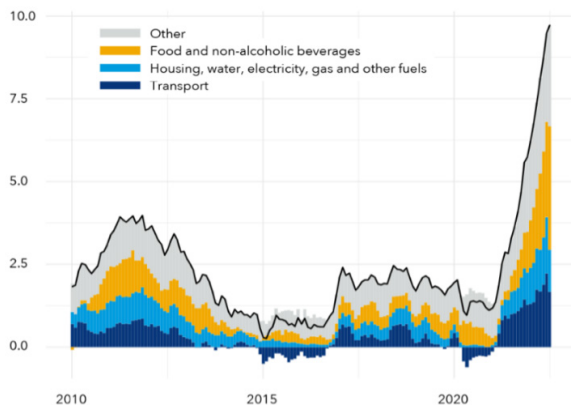 10.0
Other
Food and non-alcoholic beverages
Housing, water, electricity, gas and other fuels
Transport
7.5
5.0
2.5
0.0
2010 2015 2020